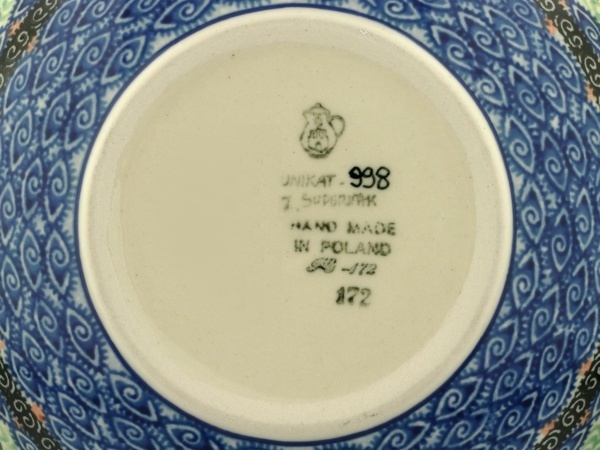 UNIKAT - 998
HAND MADE
IN POLAND
-172
172